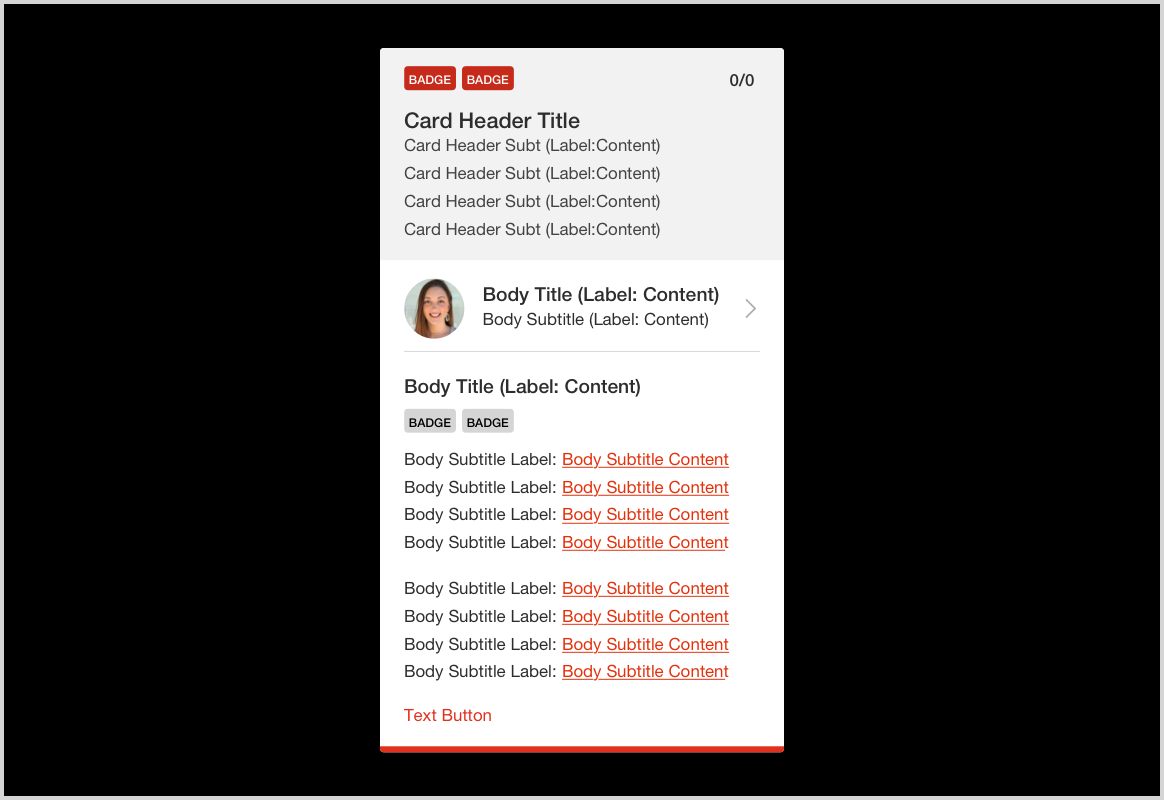 BADGE BADGE 0/0
Card Header Title
Card Header Subt (Label:Content)
Card Header Subt (Label:Content)
Card Header Subt (Label:Content)
Card Header Subt (Label:Content)
Body Title (Label: Content)
Body Subtitle (Label: Content)
Body Title (Label: Content)
BADGE BADGE
Body Subtitle Label: Body Subtitle Content
Body Subtitle Label: Body Subtitle Content
Body Subtitle Label: Body Subtitle Content
Body Subtitle Label: Body Subtitle Content
Body Subtitle Label: Body Subtitle Content
Body Subtitle Label: Body Subtitle Content
Body Subtitle Label: Body Subtitle Content
Body Subtitle Label: Body Subtitle Content
Text Button